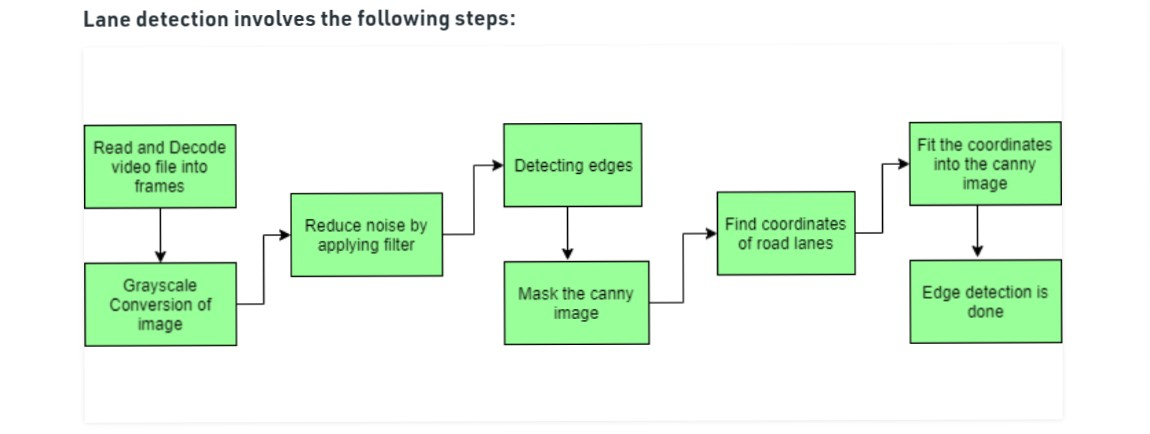 Lane detection involves the following steps:
Read and Decode
video file into
frames
Grayscale
Conversion of
image
Reduce noise by
applying filter
Detecting edges
Mask the canny
image
Find coordinates
of road lanes
Fit the coordinates
into the canny
image
Edge detection is
done